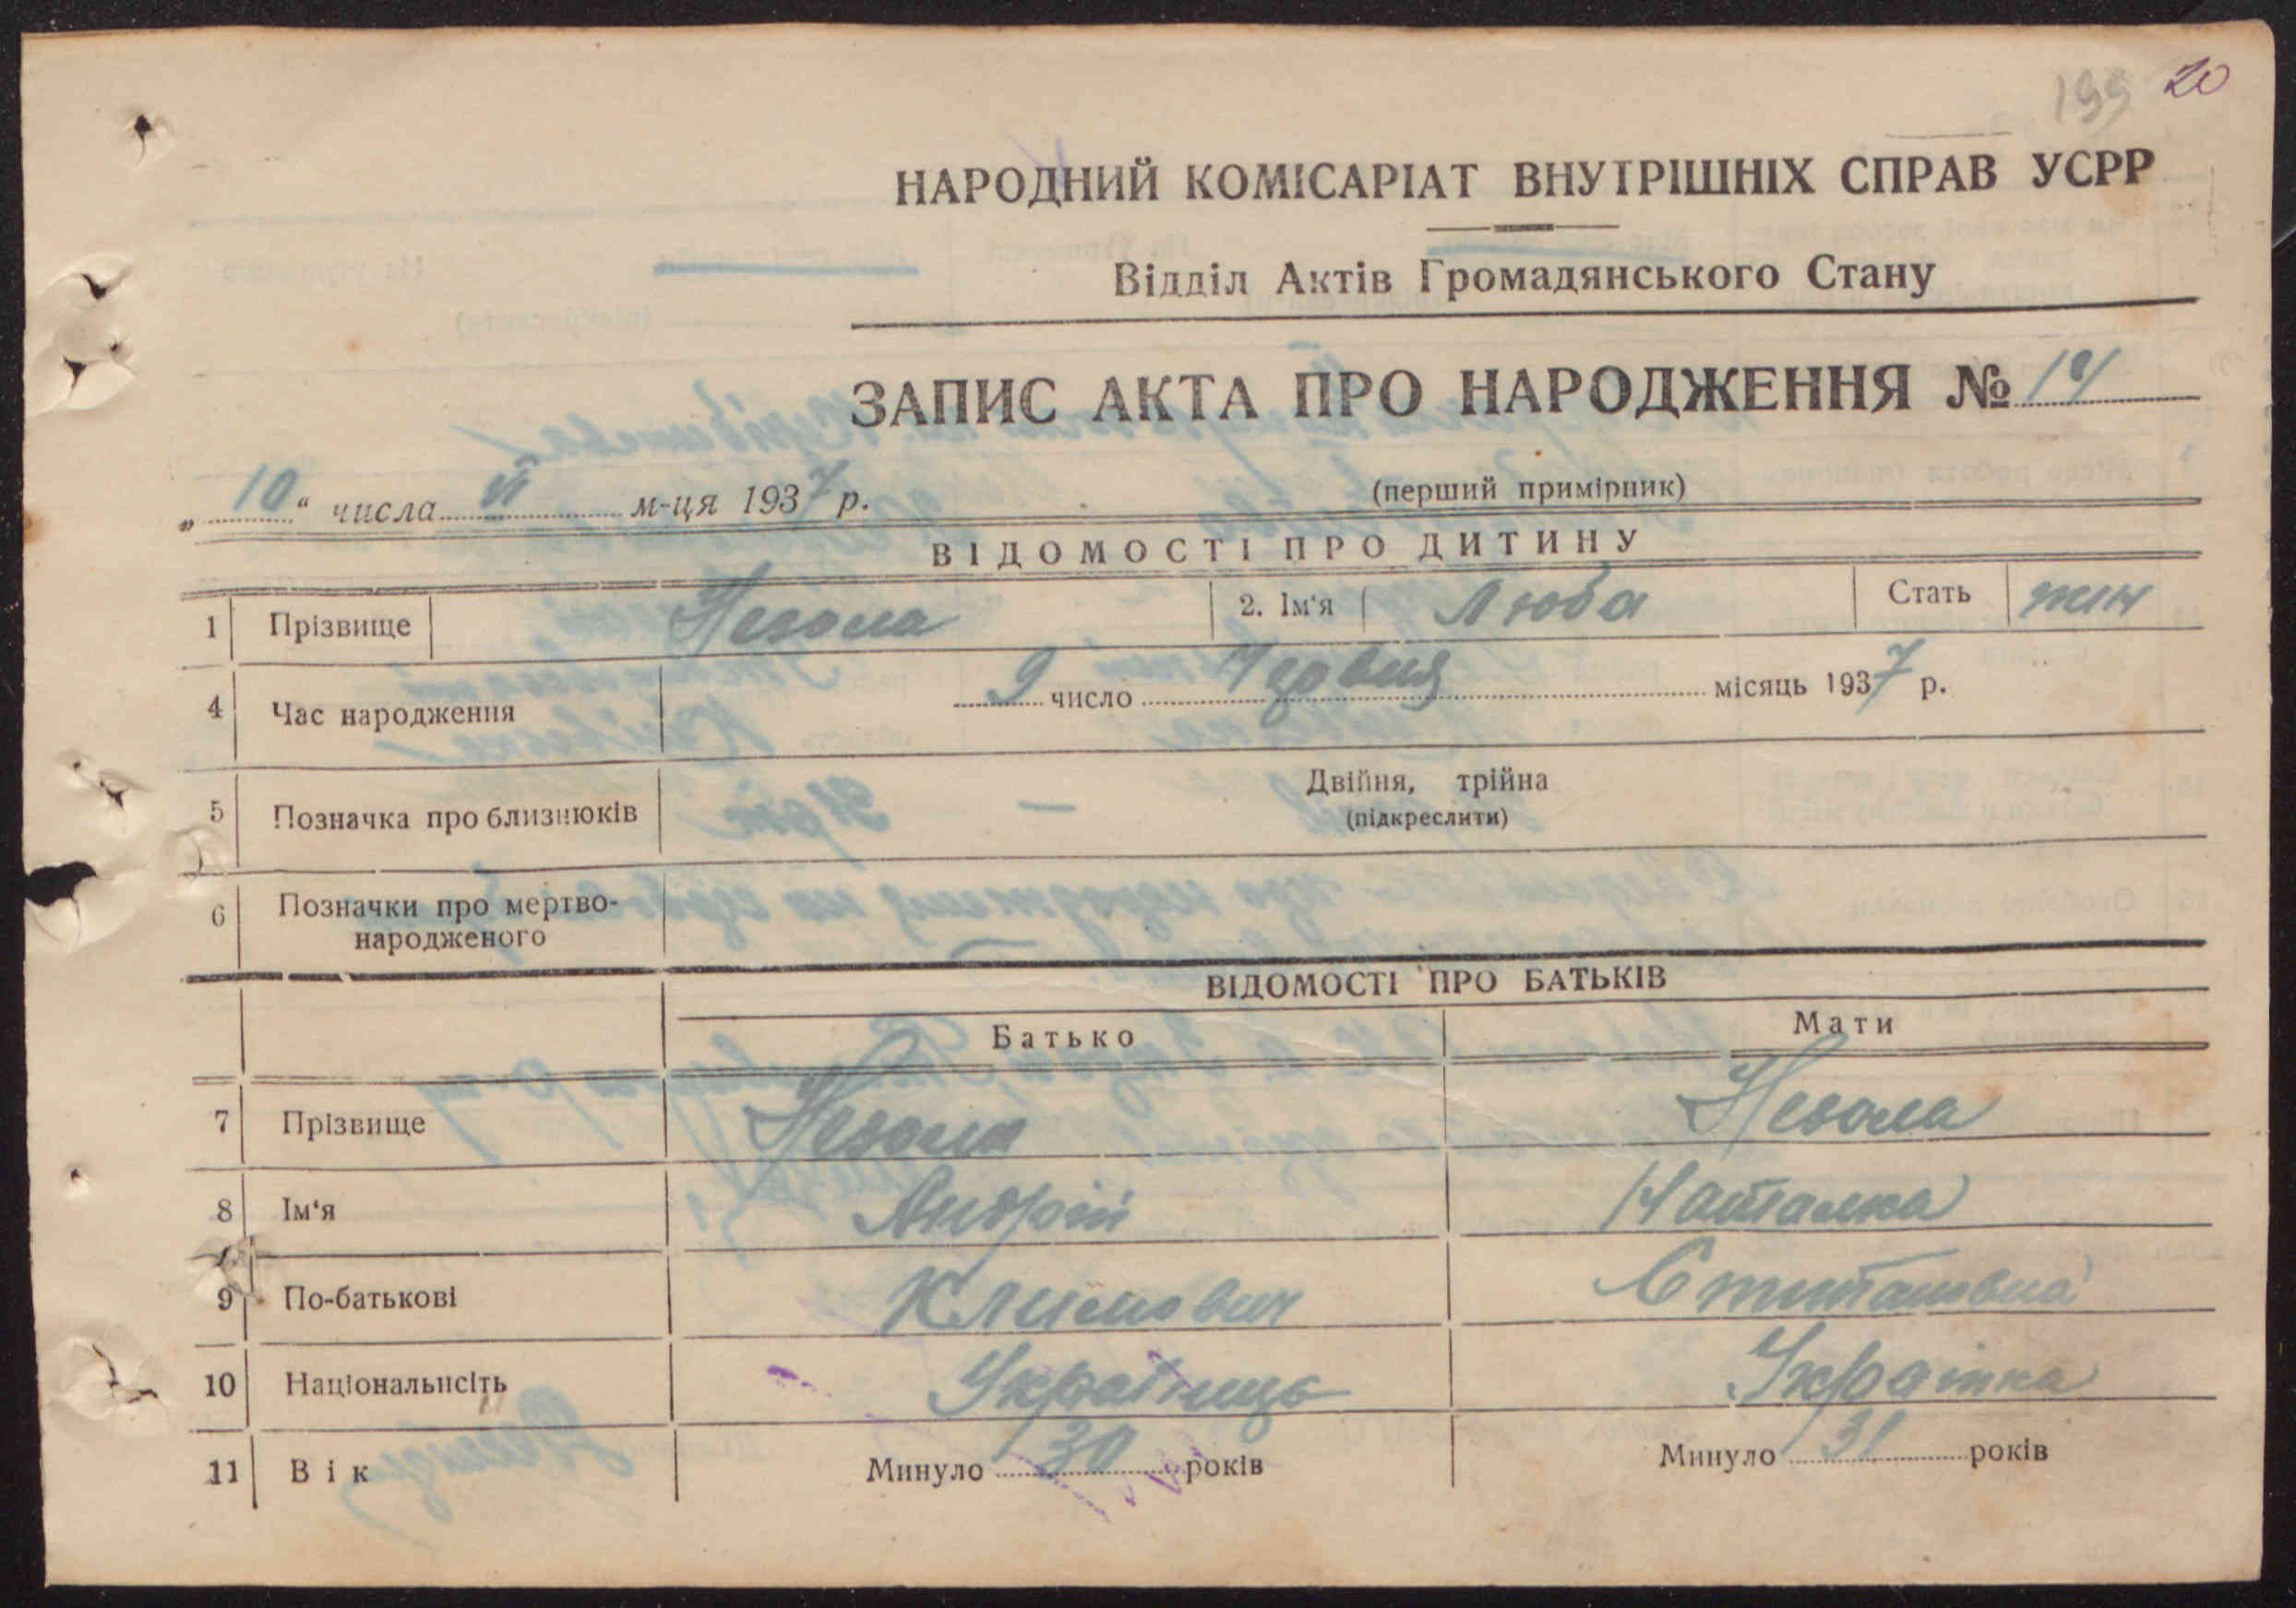 199 20
НАРОДНИЙ КОМІСАРІАТ ВНУТРІШНІХ СПРАВ УСРР
Відділ Актів Громадянського Стану
ЗАПИС АКТА ПРО НАРОДЖЕННЯ № 14
„10“ числа VI м-ця 1937 р. (перший примірник)
ВІДОМОСТІ ПРО ДИТИНУ
1 Прізвище Незола 2. Ім‘я Люба Стать жін
4 Час народження 9 число Червня місяць 1937 р.
5 Позначка про близнюків Двійня, трійна
(підкреслити)
6 Позначки про мертво-
народженого
ВІДОМОСТІ ПРО БАТЬКІВ
Батько Мати
7 Прізвище Незола Незола
8 Ім‘я Андрій Наталка
9 По-батькові Климович
10 Національність Українець Українка
11 Вік Минуло 30 років Минуло 31 років